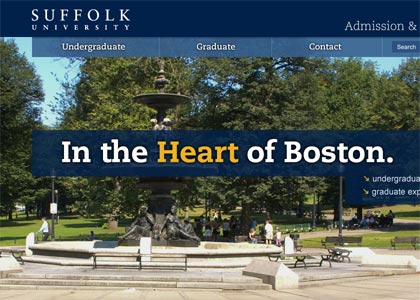 SUFFOLK
UNIVERSITY
Admission &
Undergraduate
Graduate
Contact
Search
In the Heart of Boston.
↘ undergradua
↘ graduate exp